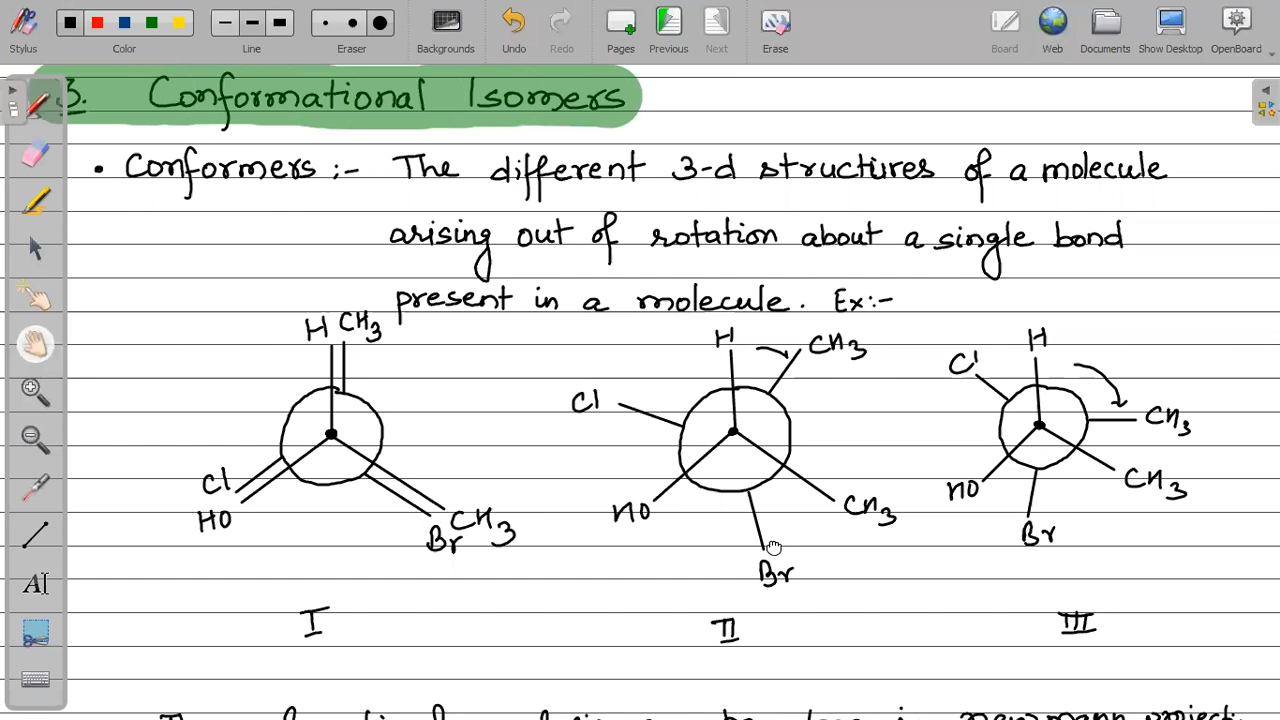 Stylus Color Line Eraser Backgrounds Undo Redo Pages Previous Next Erase Board Web Documents Show Desktop OpenBoard
3. Conformational Isomers
• Conformers :- The different 3-d structures of a molecule
arising out of rotation about a single bond
present in a molecule. Ex:-
H CH3
Cl
HO
CH3
Br
I
H
CH3
Cl
HO
CH3
Br
II
H
Cl
CH3
HO
CH3
Br
III